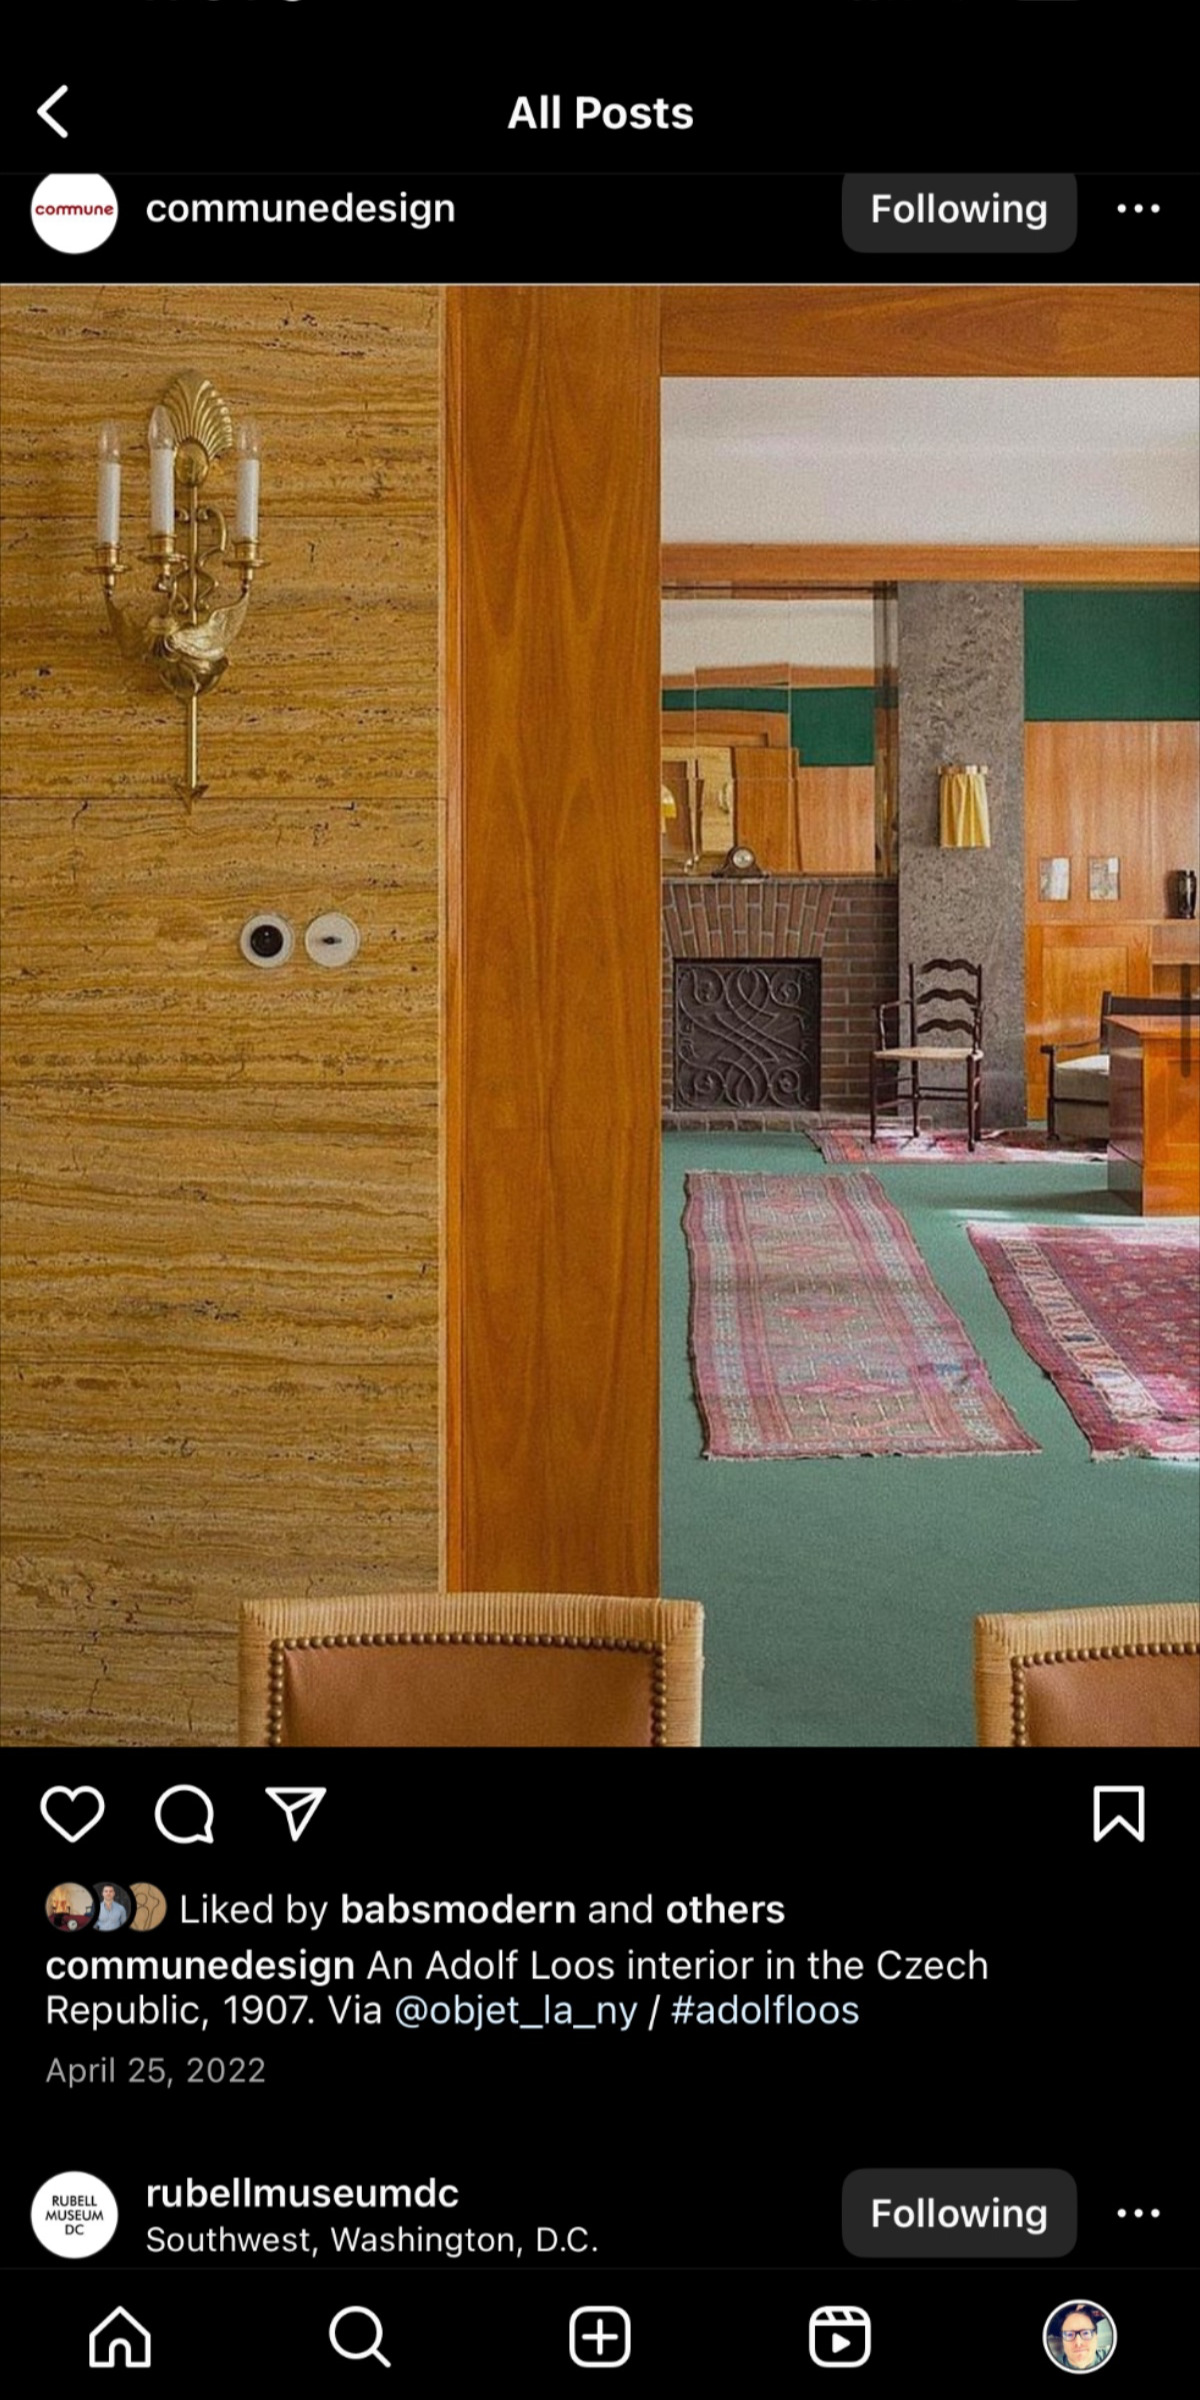 All Posts
commune
communedesign
Following
Liked by babsmodern and others
communedesign An Adolf Loos interior in the Czech
Republic, 1907. Via @objet_la_ny / #adolfloos
April 25, 2022
RUBELL
MUSEUM
DC
rubellmuseumdc
Southwest, Washington, D.C.
Following